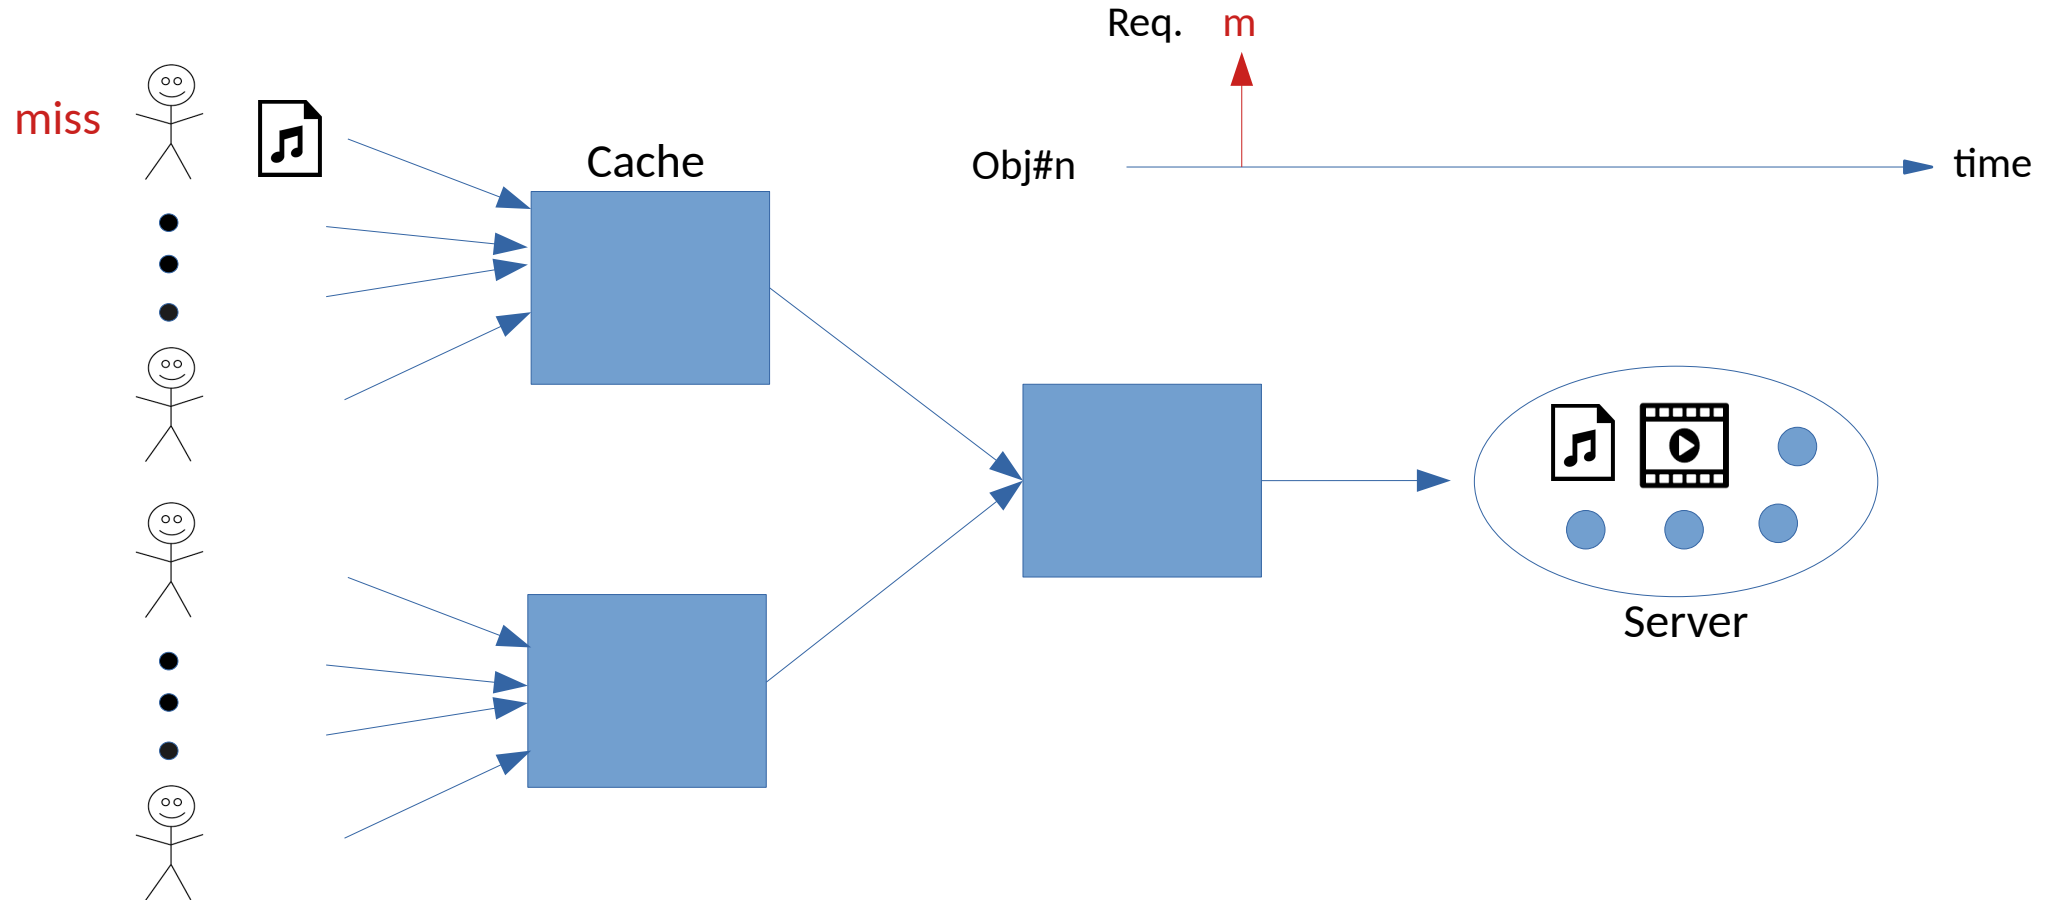 Req. m
miss
Cache
Obj#n
time
Server